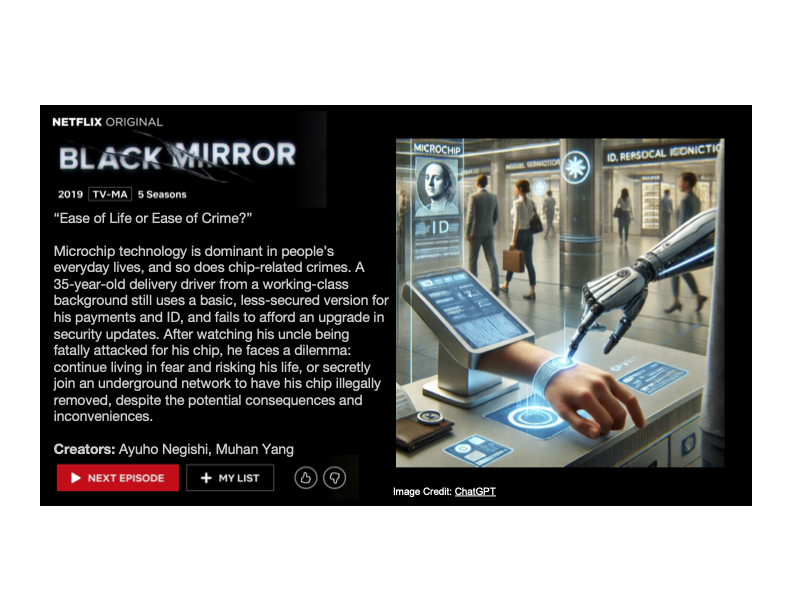 NETFLIX ORIGINAL
BLACK MIRROR
2019 TV-MA 5 Seasons
“Ease of Life or Ease of Crime?”
Microchip technology is dominant in people’s
everyday lives, and so does chip-related crimes. A
35-year-old delivery driver from a working-class
background still uses a basic, less-secured version for
his payments and ID, and fails to afford an upgrade in
security updates. After watching his uncle being
fatally attacked for his chip, he faces a dilemma:
continue living in fear and risking his life, or secretly
join an underground network to have his chip illegally
removed, despite the potential consequences and
inconveniences.
Creators: Ayuho Negishi, Muhan Yang
NEXT EPISODE
MY LIST
MICROCHIP
ID
ID, REPSOCAL
Image Credit: ChatGPT